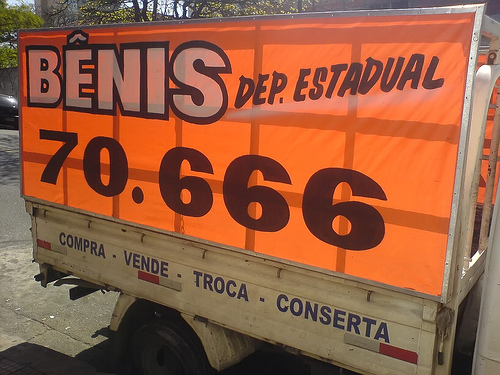 BÊNIS DEP. ESTADUAL
70.666
COMPRA - VENDE - TROCA - CONSERTA